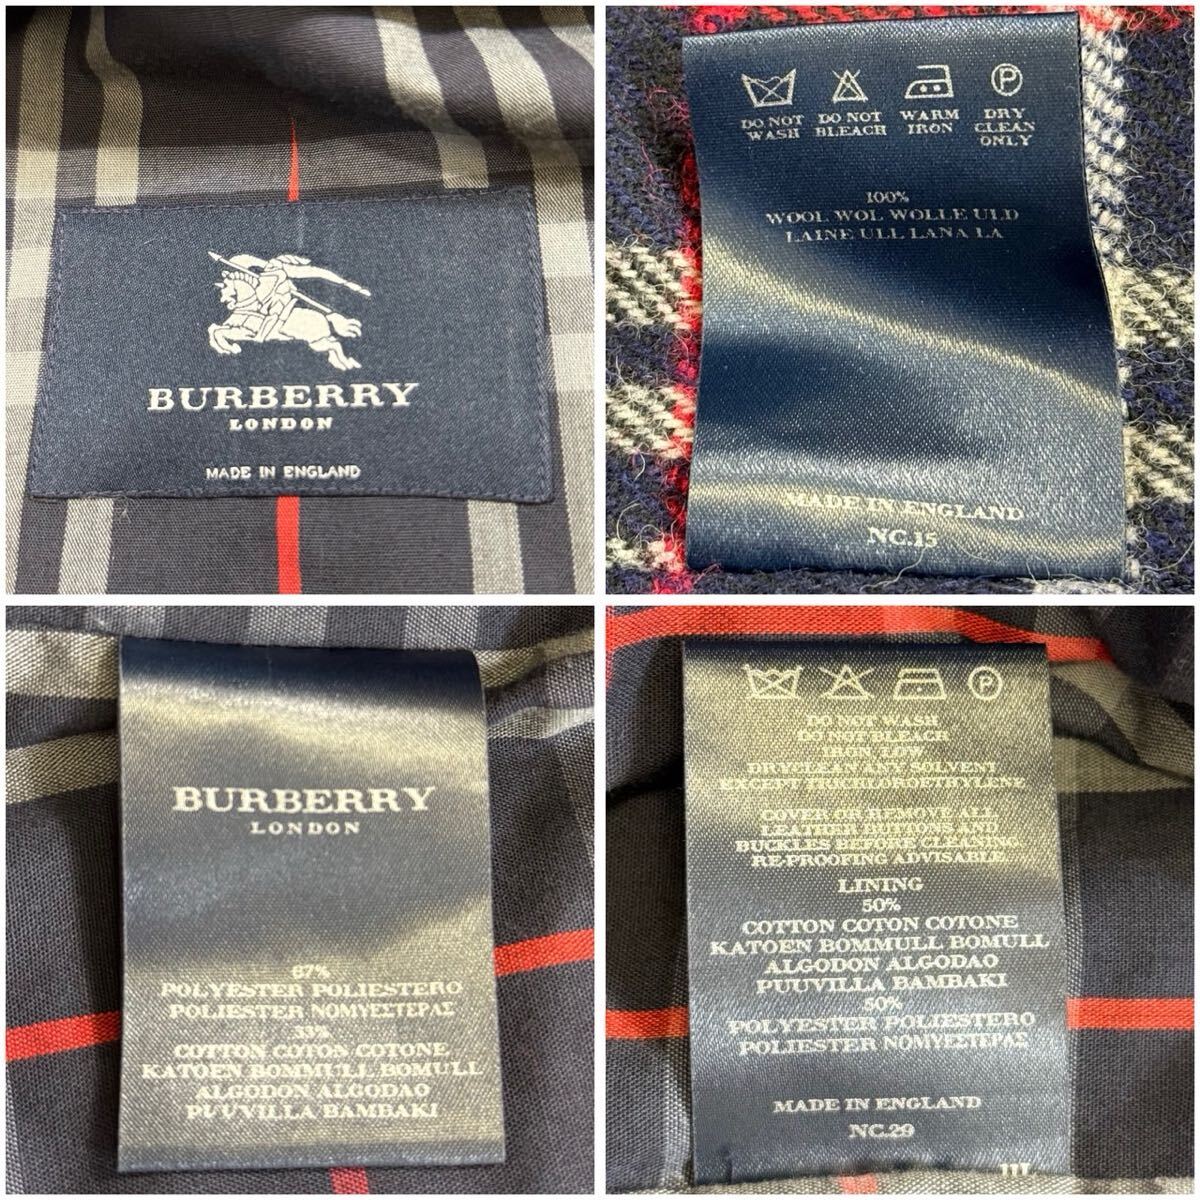 BURBERRY
LONDON
MADE IN ENGLAND
DO NOT WASH
DO NOT BLEACH
WARM IRON
P
DRY CLEAN ONLY
100%
WOOL WOL WOLLE ULD
LAINE ULL LANA LA
MADE IN ENGLAND
NC.15
BURBERRY
LONDON
67%
POLYESTER POLIESTERO
POLIESTER ΝΟΜΥΕΣΤΕΡΑΣ
33%
COTTON COTON COTONE
KATOEN BOMMULL BOMULL
ALGODON ALGODAO
PUUVILLA BAMBAKI
P
DO NOT WASH
DO NOT BLEACH
IRON LOW
DRYCLEAN ANY SOLVENT
EXCEPT TRICHLOROETHYLENE
COVER OR REMOVE ALL
LEATHER BUTTONS AND
BUCKLES BEFORE CLEANING
RE-PROOFING ADVISABLE
LINING
50%
COTTON COTON COTONE
KATOEN BOMMULL BOMULL
ALGODON ALGODAO
PUUVILLA BAMBAKI
50%
POLYESTER POLIESTERO
POLIESTER ΝΟΜΥΕΣΤΕΡΑΣ
MADE IN ENGLAND
NC.29